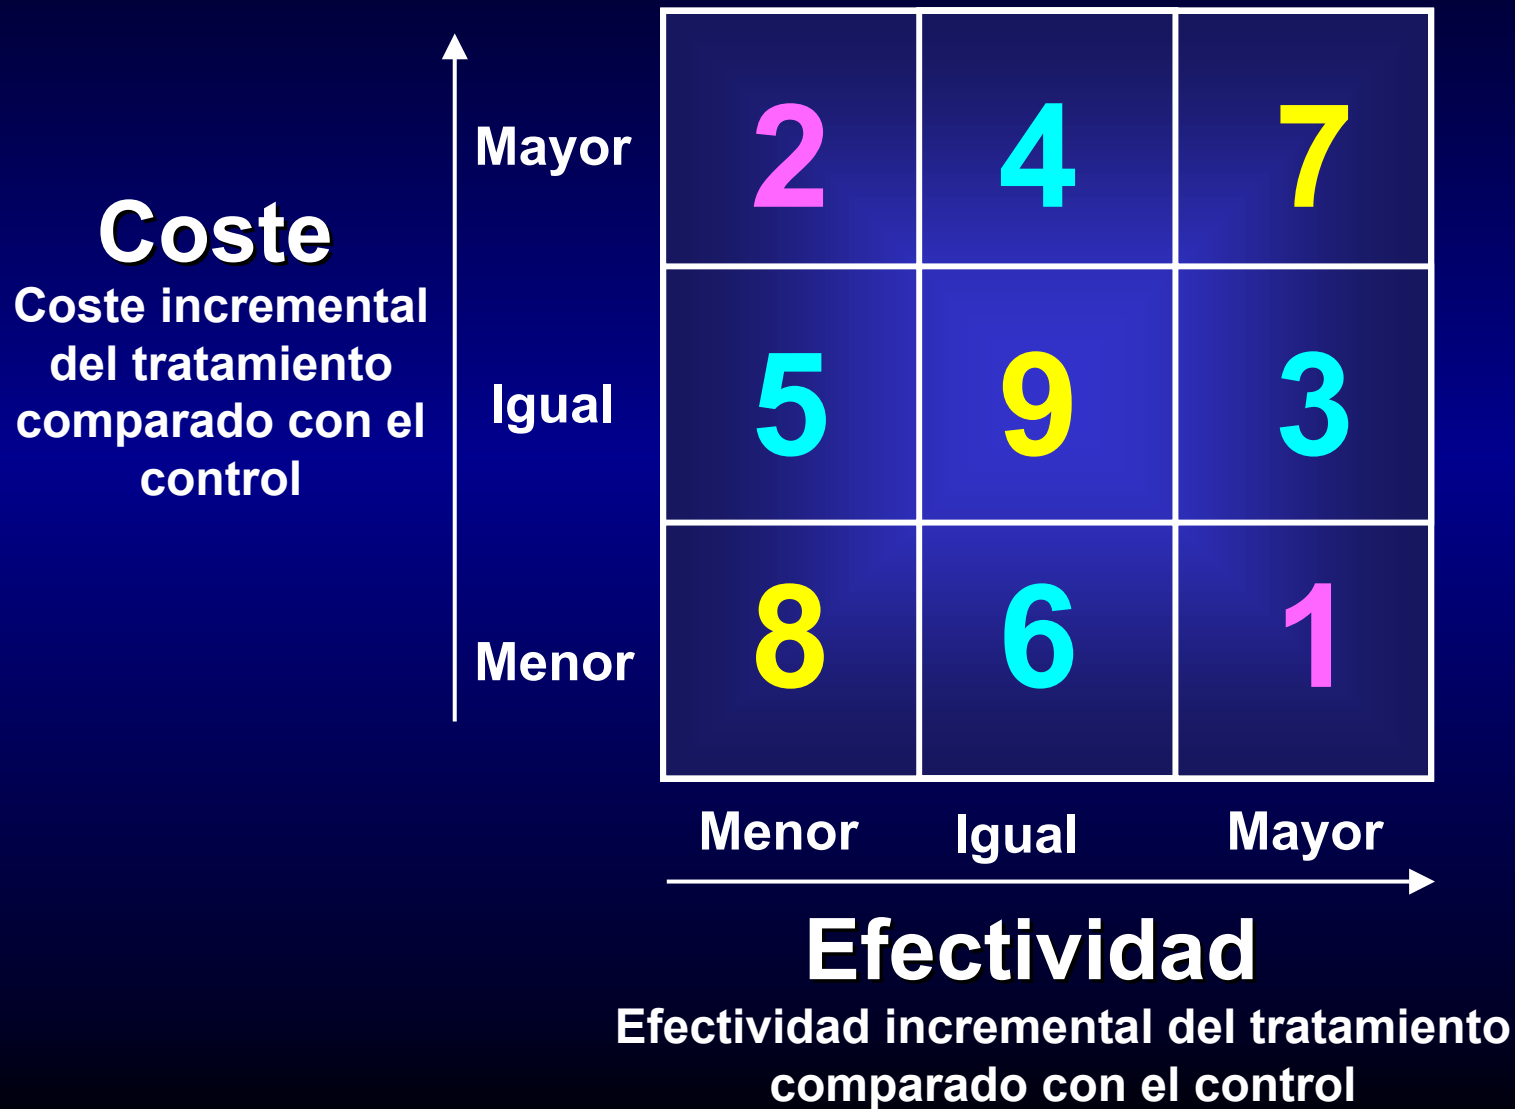 Mayor
2 4 7
Coste
Coste incremental
del tratamiento
comparado con el
control
Igual
5 9 3
Menor
8 6 1
Menor Igual Mayor
Efectividad
Efectividad incremental del tratamiento
comparado con el control